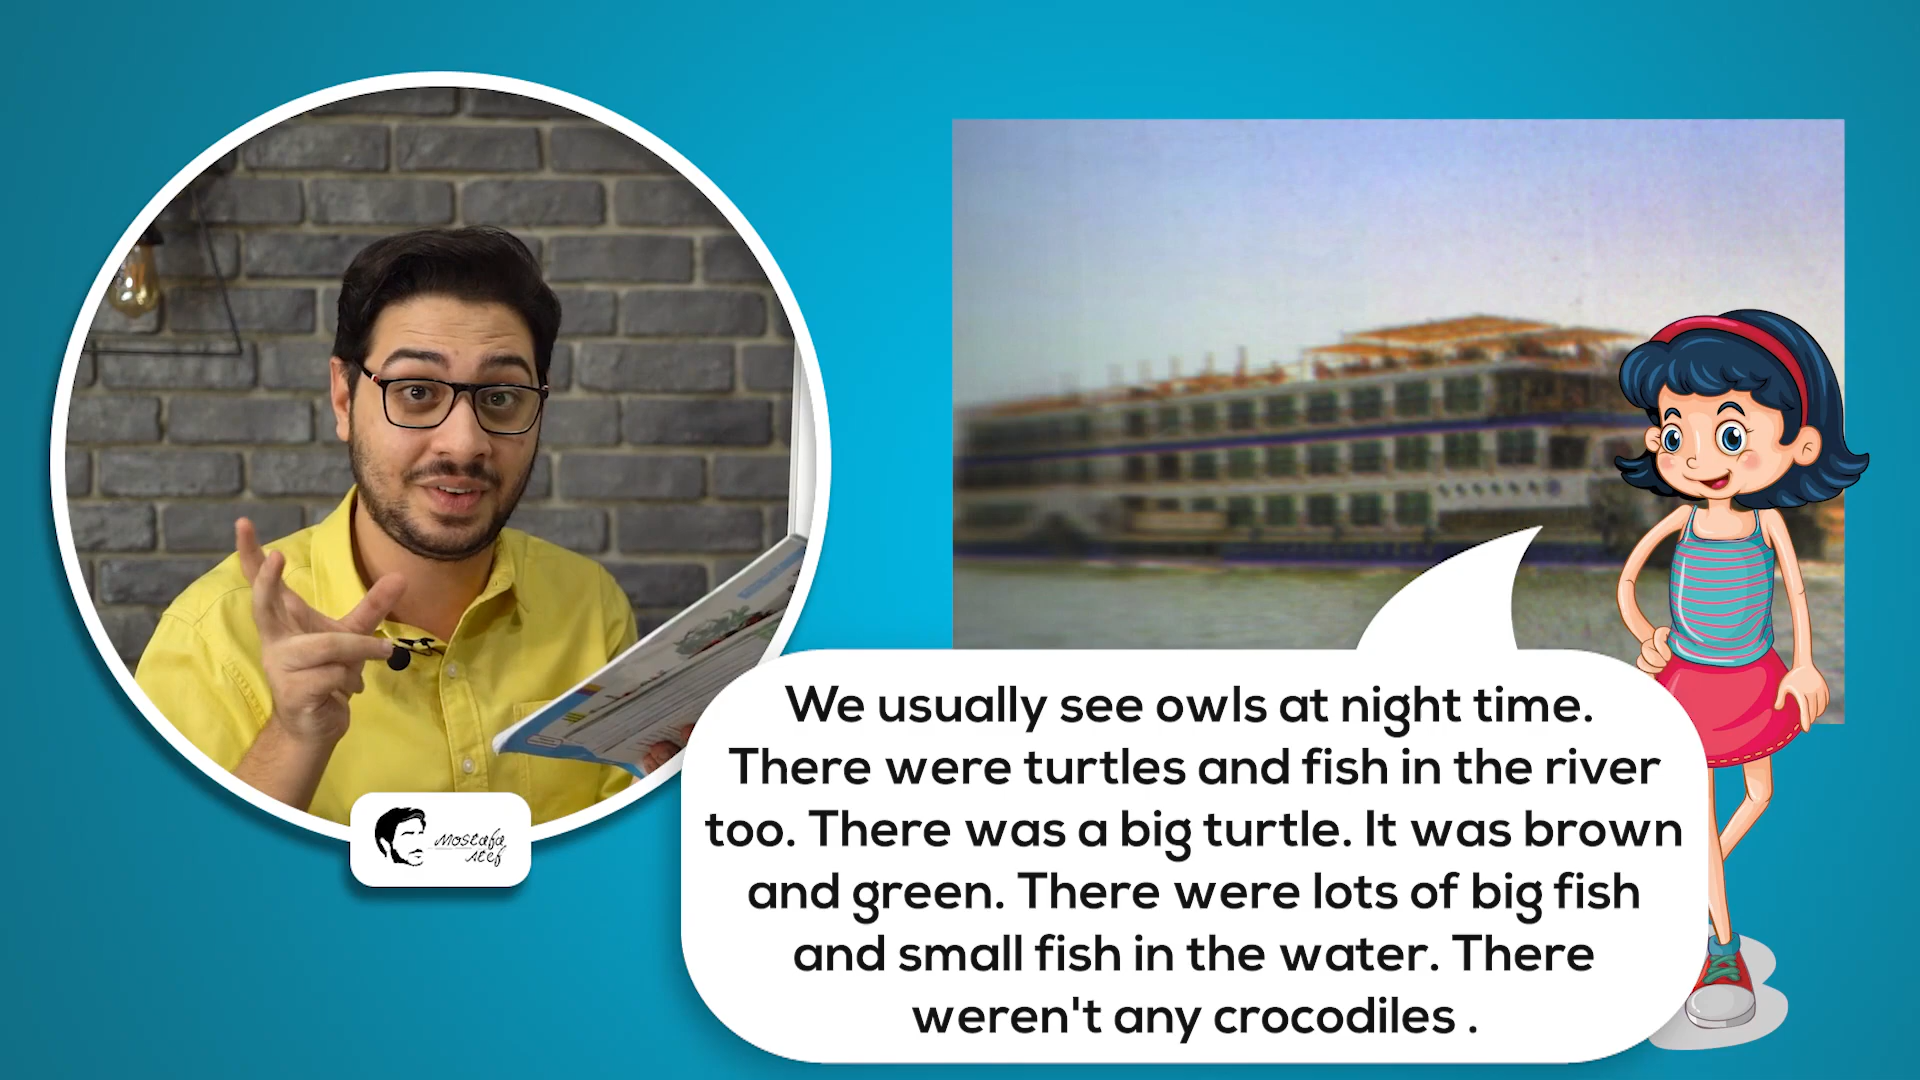 We usually see owls at night time.
There were turtles and fish in the river
too. There was a big turtle. It was brown
and green. There were lots of big fish
and small fish in the water. There
weren't any crocodiles .
Mostafa
Atef